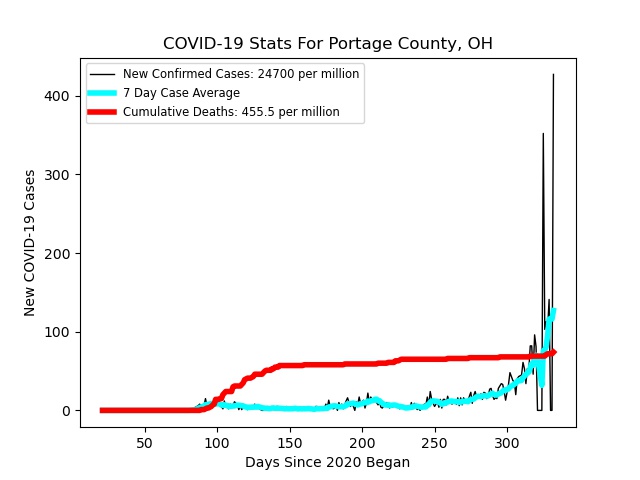 COVID-19 Stats For Portage County, OH
New Confirmed Cases: 24700 per million
7 Day Case Average
Cumulative Deaths: 455.5 per million
New COVID-19 Cases
400
300
200
100
0
50
100
150
200
250
300
Days Since 2020 Began